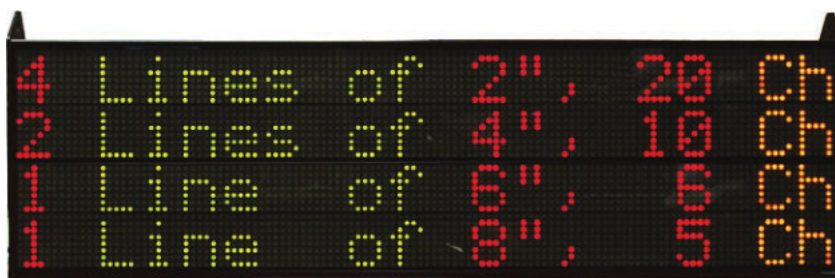 4 Lines of 2", 20 Ch
2 Lines of 4", 10 Ch
1 Line of 6", 6 Ch
1 Line of 8", 5 Ch